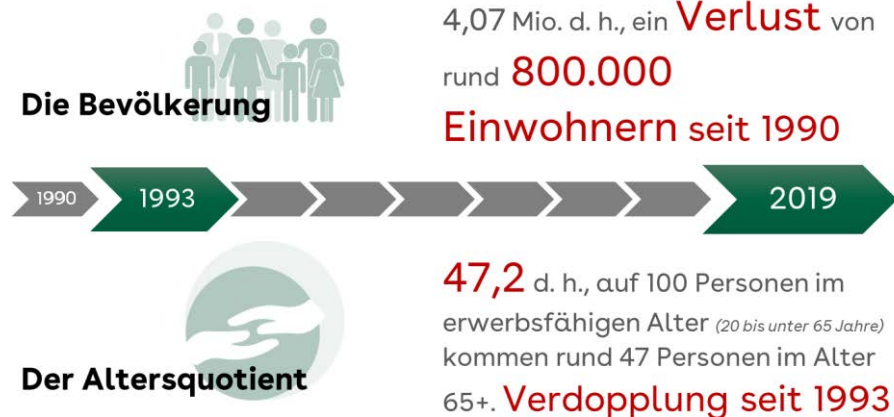 Die Bevölkerung
4,07 Mio. d. h., ein Verlust von
rund 800.000
Einwohnern seit 1990
1990
1993
2019
Der Altersquotient
47,2 d. h., auf 100 Personen im
erwerbsfähigen Alter (20 bis unter 65 Jahre)
kommen rund 47 Personen im Alter
65+. Verdopplung seit 1993